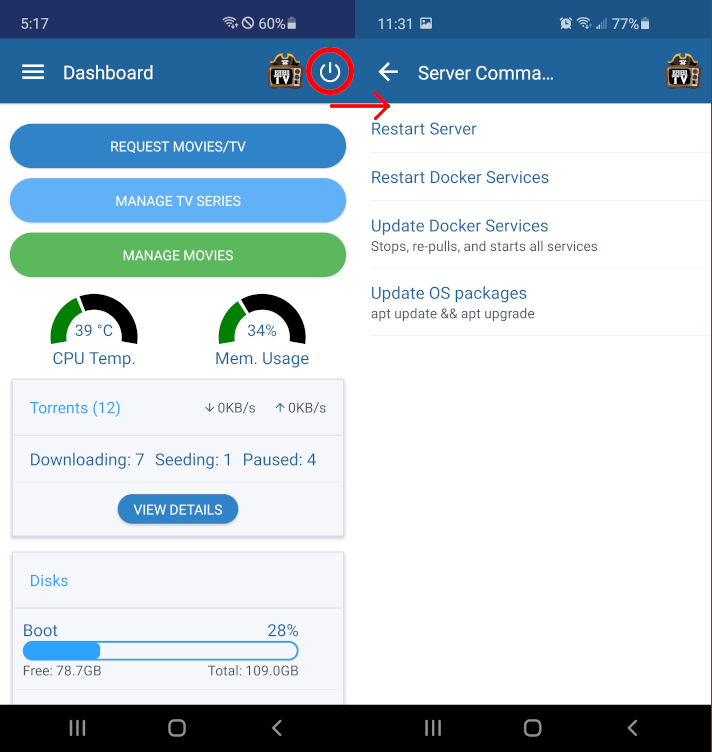 5:17
60%
Dashboard
TV
REQUEST MOVIES/TV
MANAGE TV SERIES
MANAGE MOVIES
39 °C
34%
CPU Temp.
Mem. Usage
Torrents (12)
↓ 0KB/s
↑ 0KB/s
Downloading: 7 Seeding: 1 Paused: 4
VIEW DETAILS
Disks
Boot
28%
Free: 78.7GB
Total: 109.0GB
11:31
77%
Server Comma...
TV
Restart Server
Restart Docker Services
Update Docker Services
Stops, re-pulls, and starts all services
Update OS packages
apt update && apt upgrade